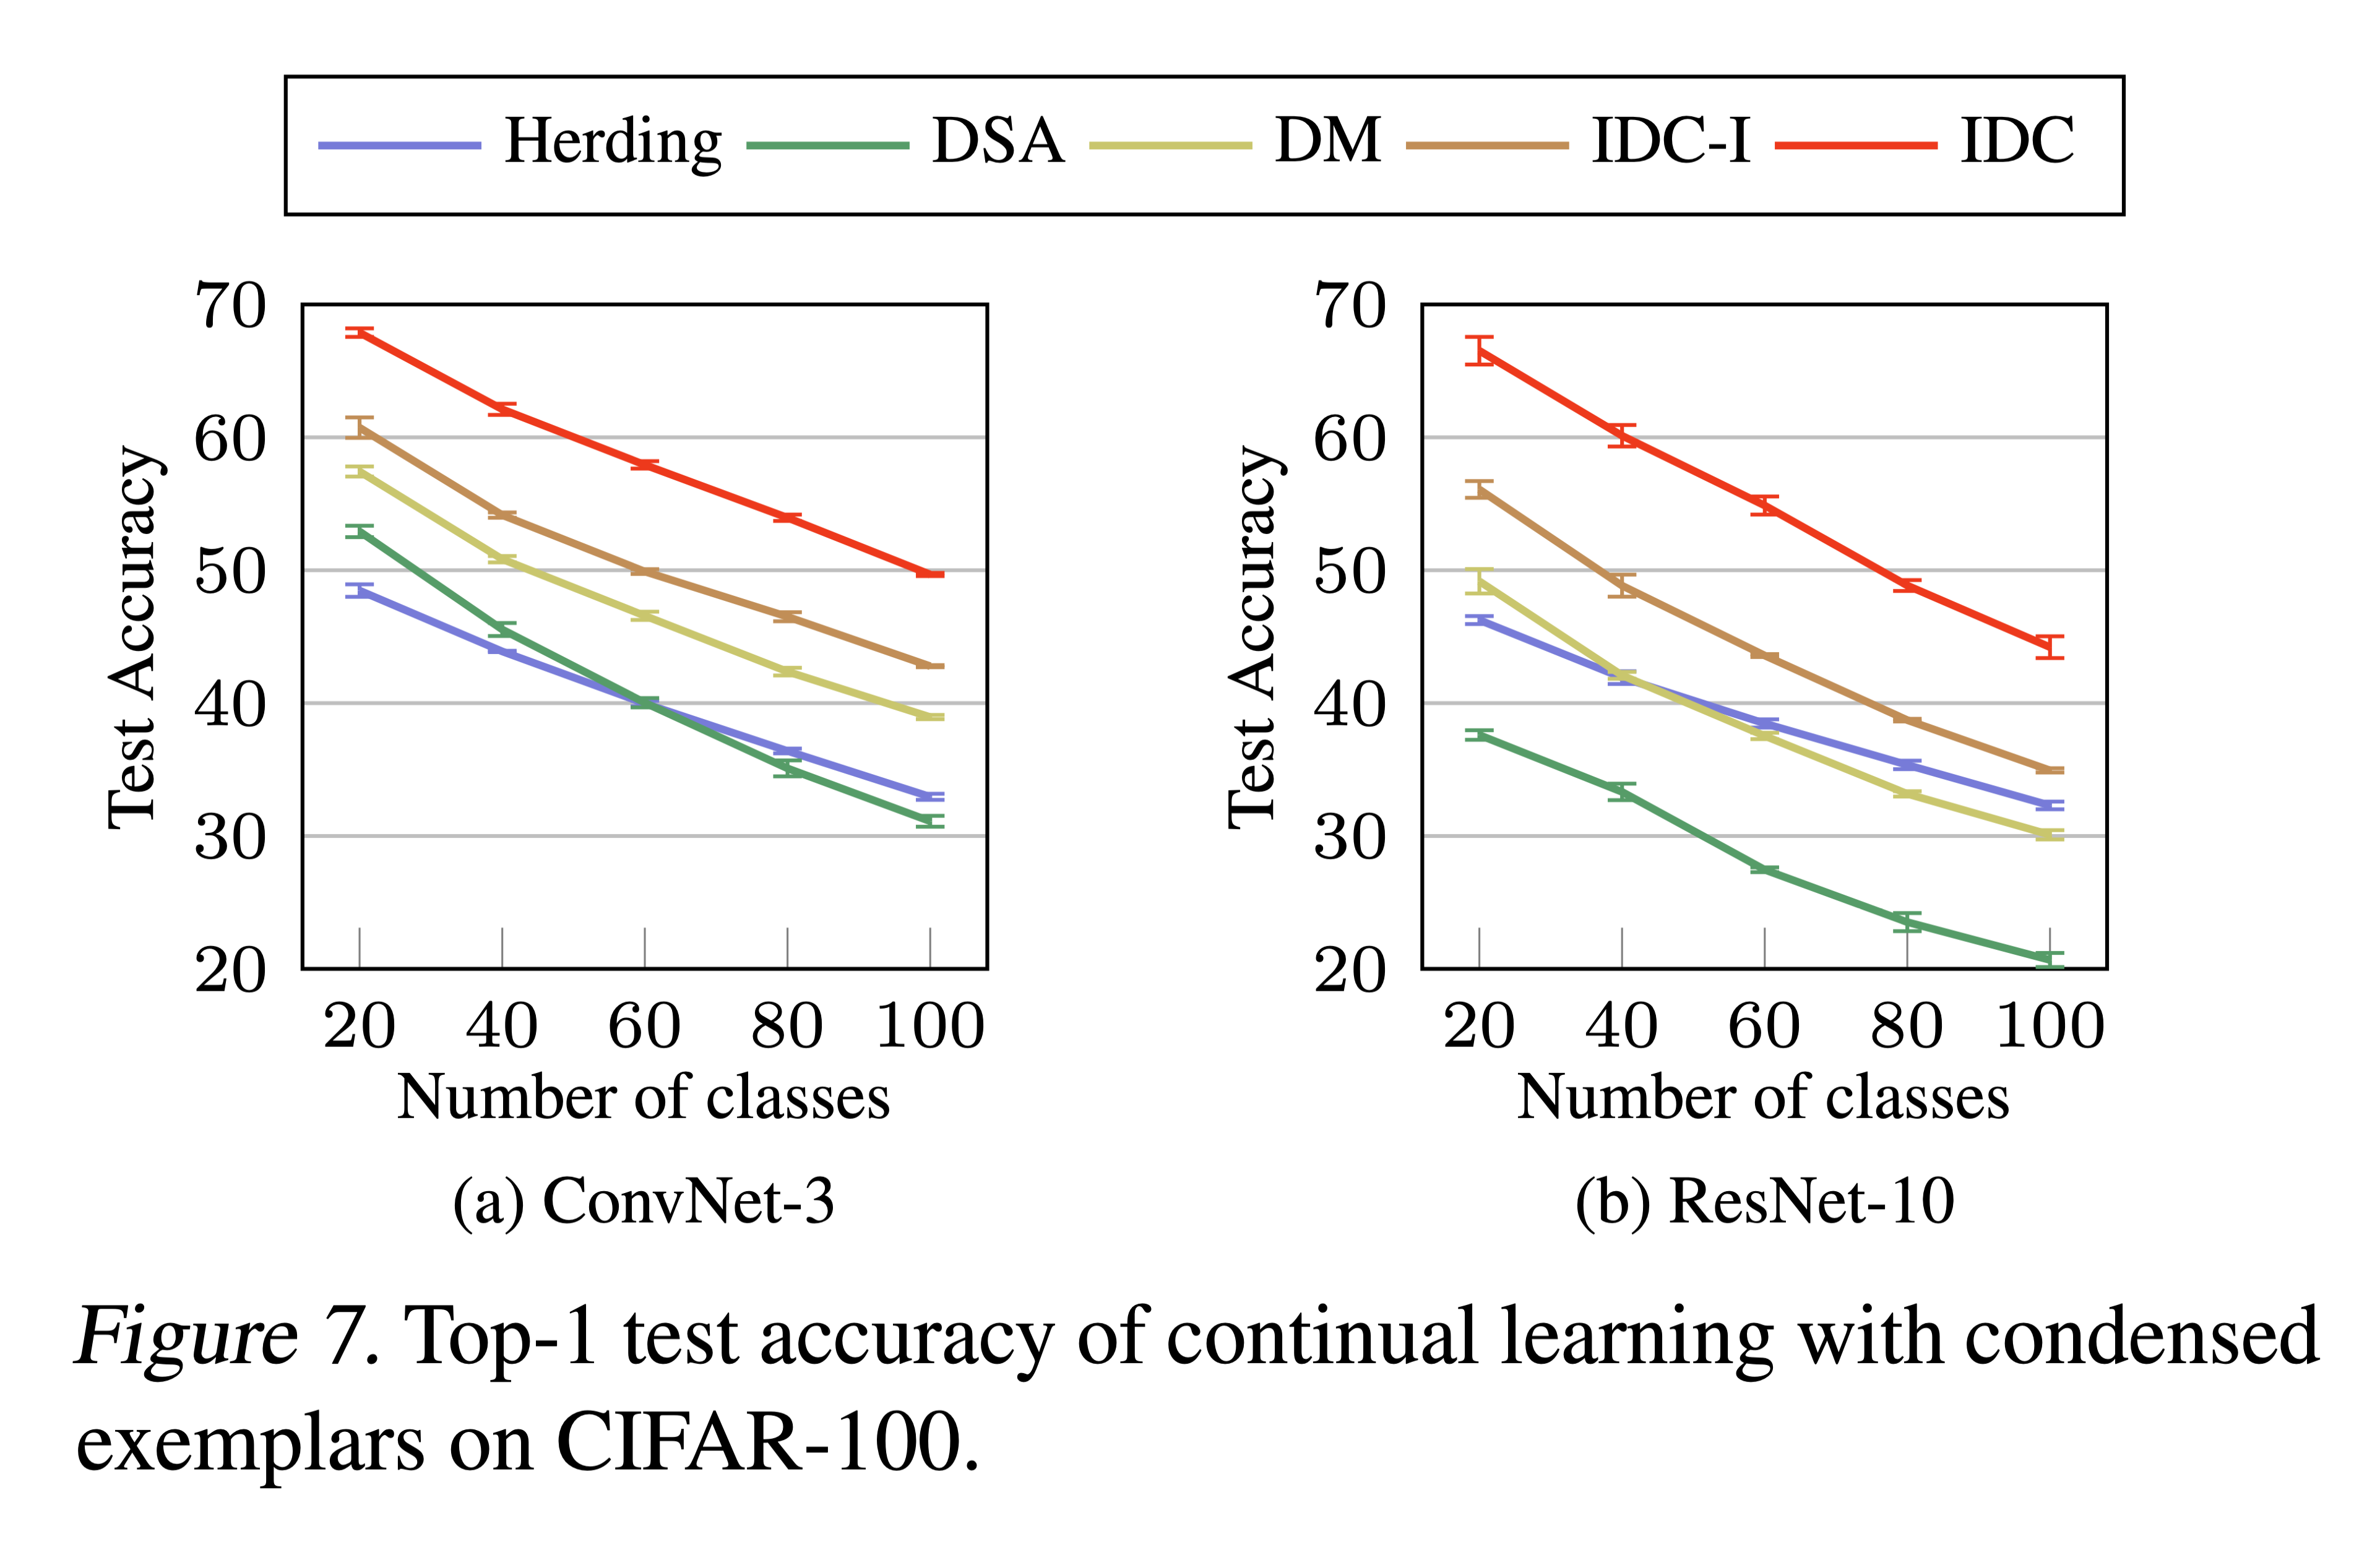 Herding DSA DM IDC-I IDC
70
60
50
40
30
20
Test Accuracy
20 40 60 80 100
Number of classes
(a) ConvNet-3
70
60
50
40
30
20
Test Accuracy
20 40 60 80 100
Number of classes
(b) ResNet-10
Figure 7. Top-1 test accuracy of continual learning with condensed
exemplars on CIFAR-100.